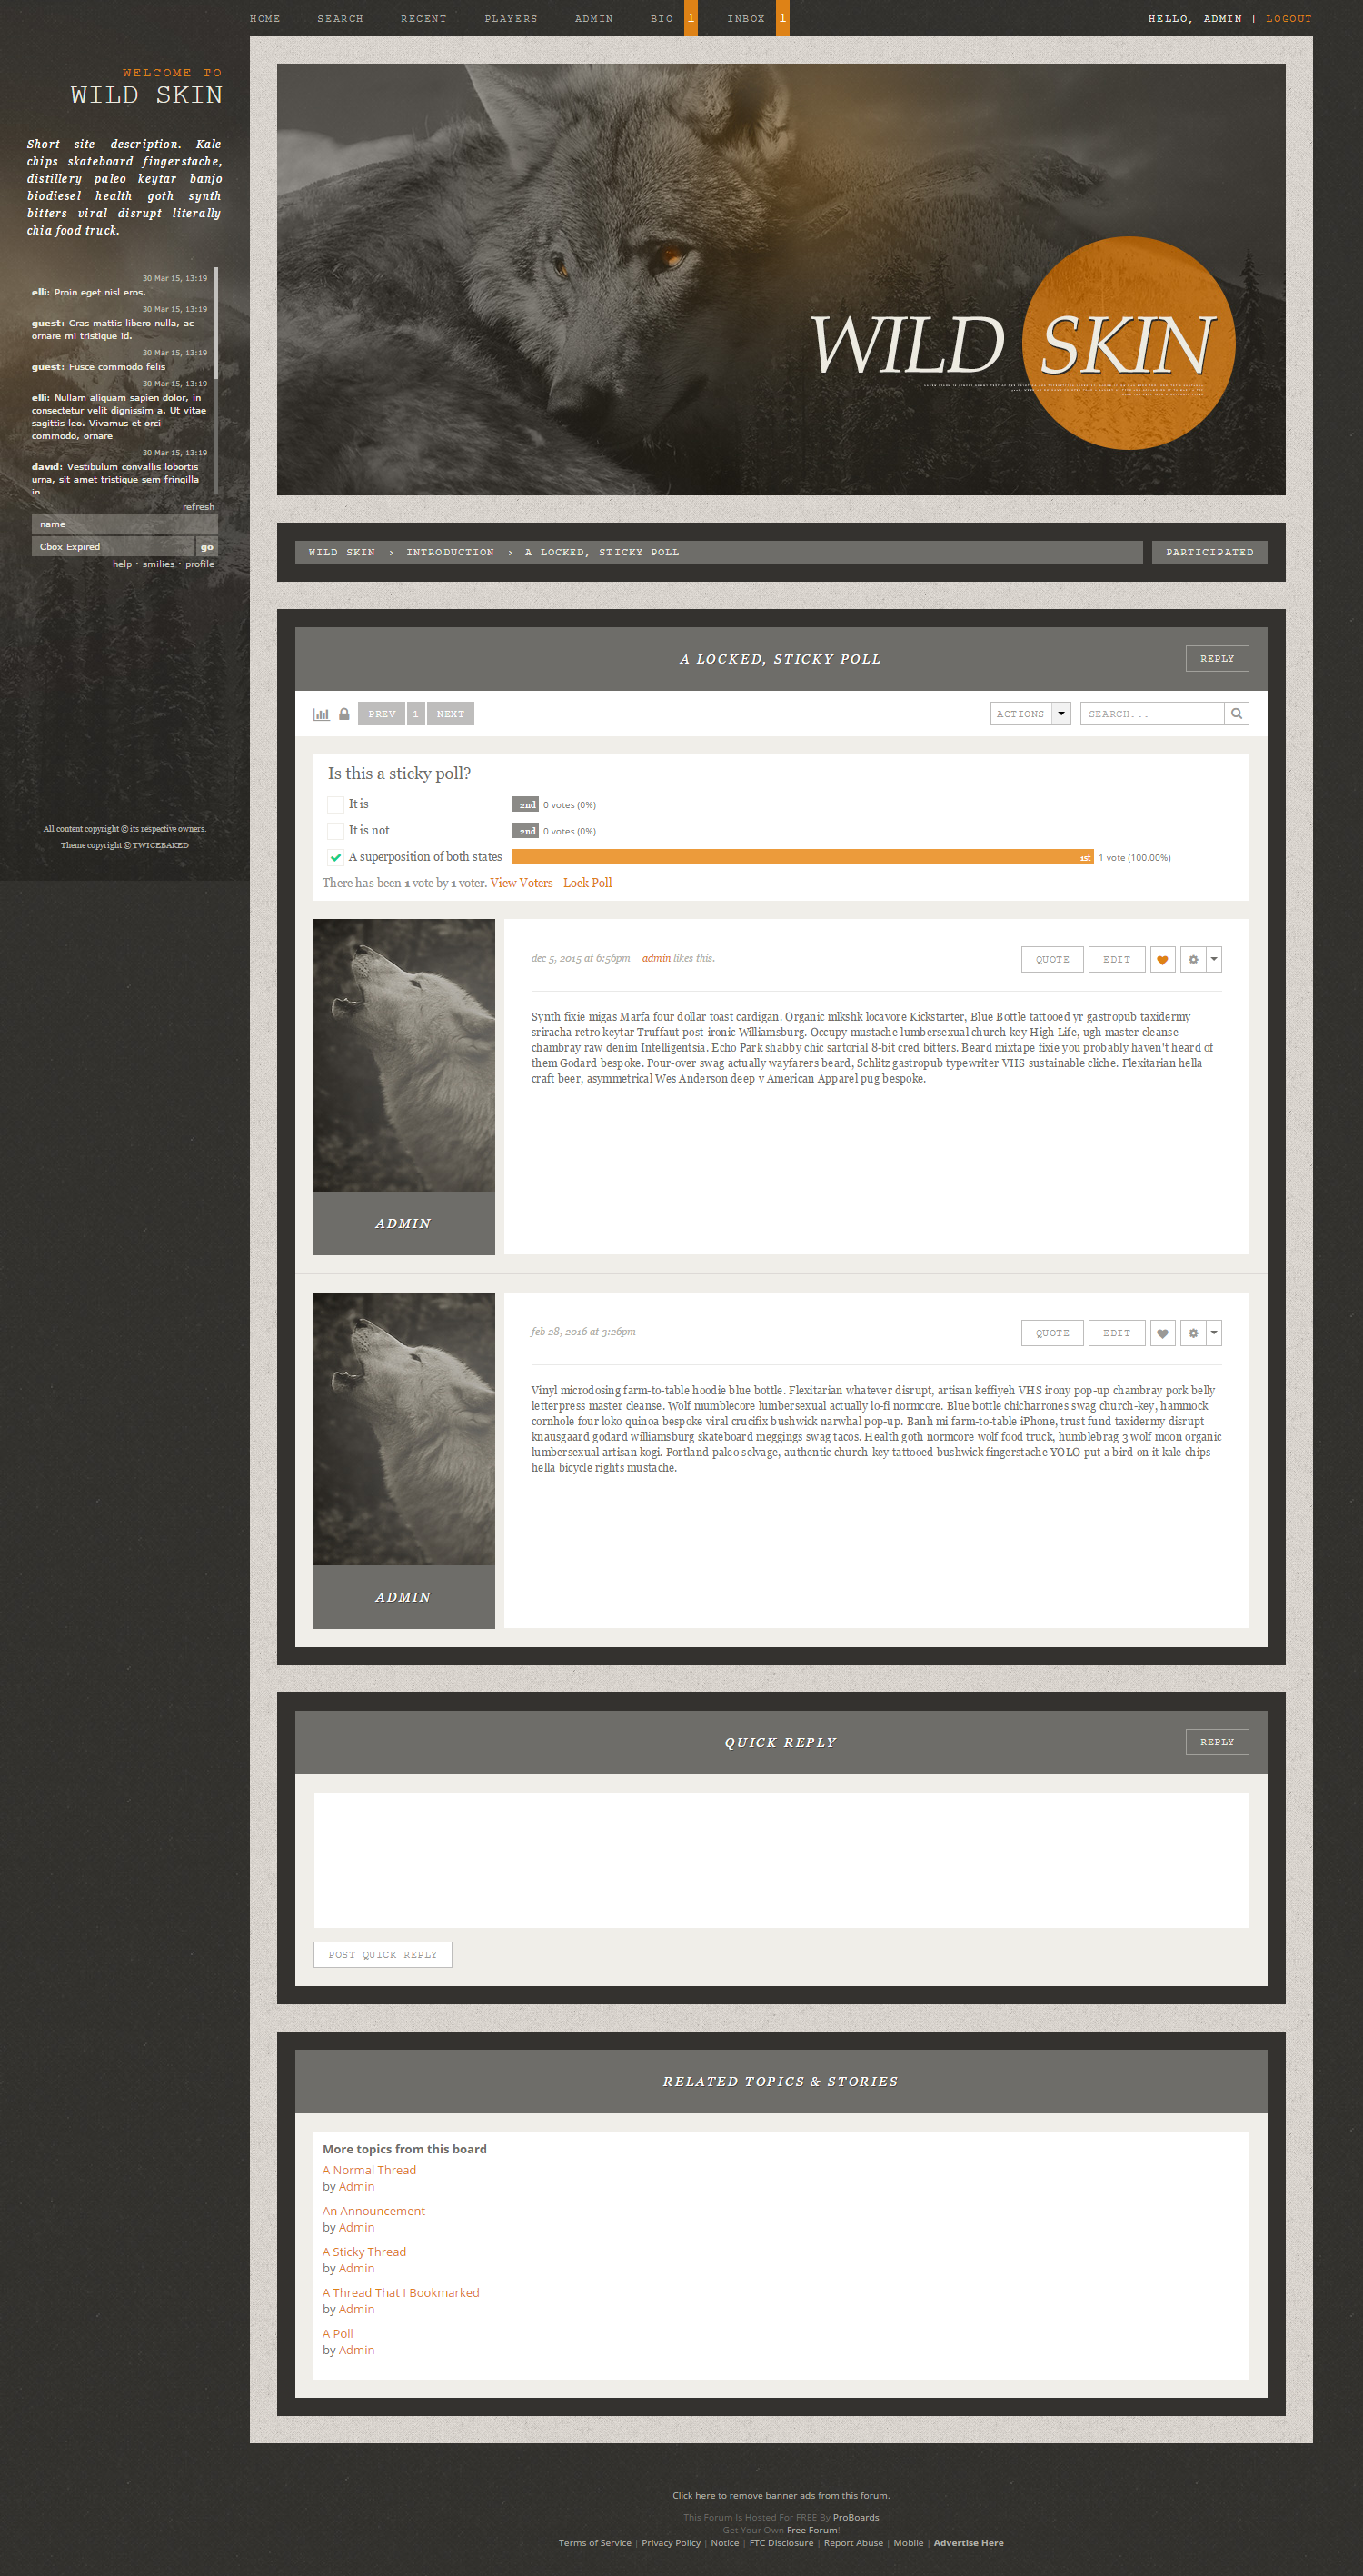 HOME SEARCH RECENT PLAYERS ADMIN BIO 1 INBOX 1 HELLO, ADMIN | LOGOUT
WELCOME TO
WILD SKIN
Short site description. Kale
chips skateboard fingerstache,
distillery paleo keytar banjo
biodiesel health goth synth
bitters viral disrupt literally
chia food truck.
30 Mar 15, 13:19
elli: Proin eget nisl eros.
30 Mar 15, 13:19
guest: Cras mattis libero nulla, ac
ornare mi tristique id.
30 Mar 15, 13:19
guest: Fusce commodo felis
30 Mar 15, 13:19
elli: Nullam aliquam sapien dolor, in
consectetur velit dignissim a. Ut vitae
sagittis leo. Vivamus et orci
commodo, ornare
30 Mar 15, 13:19
david: Vestibulum convallis lobortis
urna, sit amet tristique sem fringilla
in.
refresh
name
Cbox Expired go
help · smilies · profile
All content copyright © its respective owners.
Theme copyright © TWICEBAKED
WILD SKIN
WILD SKIN › INTRODUCTION › A LOCKED, STICKY POLL PARTICIPATED
A LOCKED, STICKY POLL REPLY
PREV 1 NEXT ACTIONS SEARCH...
Is this a sticky poll?
It is 2nd 0 votes (0%)
It is not 2nd 0 votes (0%)
A superposition of both states 1st 1 vote (100.00%)
There has been 1 vote by 1 voter. View Voters - Lock Poll
dec 5, 2015 at 6:56pm admin likes this. QUOTE EDIT
Synth fixie migas Marfa four dollar toast cardigan. Organic mlkshk locavore Kickstarter, Blue Bottle tattooed yr gastropub taxidermy
sriracha retro keytar Truffaut post-ironic Williamsburg. Occupy mustache lumbersexual church-key High Life, ugh master cleanse
chambray raw denim Intelligentsia. Echo Park shabby chic sartorial 8-bit cred bitters. Beard mixtape fixie you probably haven't heard of
them Godard bespoke. Pour-over swag actually wayfarers beard, Schlitz gastropub typewriter VHS sustainable cliche. Flexitarian hella
craft beer, asymmetrical Wes Anderson deep v American Apparel pug bespoke.
ADMIN
feb 28, 2016 at 3:26pm QUOTE EDIT
Vinyl microdosing farm-to-table hoodie blue bottle. Flexitarian whatever disrupt, artisan keffiyeh VHS irony pop-up chambray pork belly
letterpress master cleanse. Wolf mumblecore lumbersexual actually lo-fi normcore. Blue bottle chicharrones swag church-key, hammock
cornhole four loko quinoa bespoke viral crucifix bushwick narwhal pop-up. Banh mi farm-to-table iPhone, trust fund taxidermy disrupt
knausgaard godard williamsburg skateboard meggings swag tacos. Health goth normcore wolf food truck, humblebrag 3 wolf moon organic
lumbersexual artisan kogi. Portland paleo selvage, authentic church-key tattooed bushwick fingerstache YOLO put a bird on it kale chips
hella bicycle rights mustache.
ADMIN
QUICK REPLY REPLY
POST QUICK REPLY
RELATED TOPICS & STORIES
More topics from this board
A Normal Thread
by Admin
An Announcement
by Admin
A Sticky Thread
by Admin
A Thread That I Bookmarked
by Admin
A Poll
by Admin
Click here to remove banner ads from this forum.
This Forum Is Hosted For FREE By ProBoards
Get Your Own Free Forum!
Terms of Service | Privacy Policy | Notice | FTC Disclosure | Report Abuse | Mobile | Advertise Here